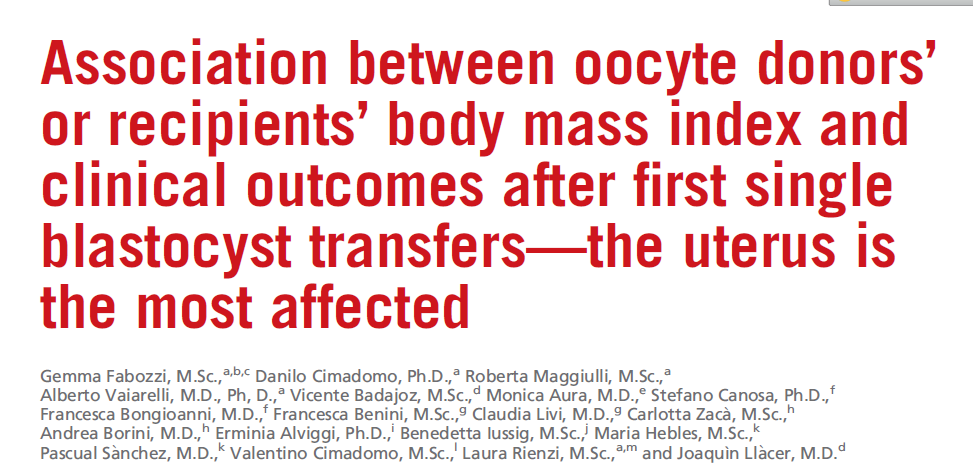 Association between oocyte donors’
or recipients’ body mass index and
clinical outcomes after first single
blastocyst transfers—the uterus is
the most affected
Gemma Fabozzi, M.Sc.,a,b,c Danilo Cimadomo, Ph.D.,a Roberta Maggiulli, M.Sc.,a
Alberto Vaiarelli, M.D., Ph, D.,a Vicente Badajoz, M.Sc.,d Monica Aura, M.D.,e Stefano Canosa, Ph.D.,f
Francesca Bongioanni, M.D.,f Francesca Benini, M.Sc.,g Claudia Livi, M.D.,g Carlotta Zacà, M.Sc.,h
Andrea Borini, M.D.,h Erminia Alviggi, Ph.D.,i Benedetta Iussig, M.Sc.,j Maria Hebles, M.Sc.,k
Pascual Sànchez, M.D.,k Valentino Cimadomo, M.Sc.,l Laura Rienzi, M.Sc.,a,m and Joaquìn Llàcer, M.D.d